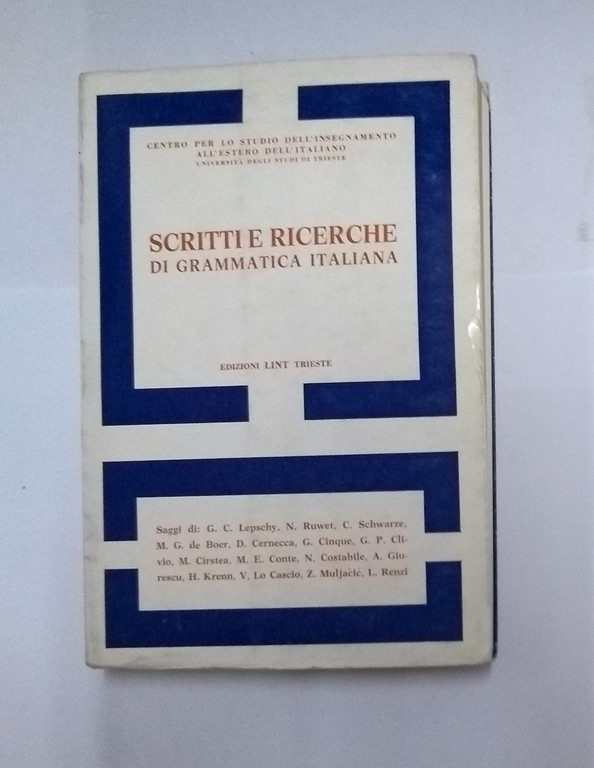 CENTRO PER LO STUDIO DELL'INSEGNAMENTO
ALL'ESTERO DELL'ITALIANO
UNIVERSITÀ DEGLI STUDI DI TRIESTE
SCRITTI E RICERCHE
DI GRAMMATICA ITALIANA
EDIZIONI LINT TRIESTE
Saggi di: G. C. Lepschy, N. Ruwet, C. Schwarze,
M. G. de Boer, D. Cernecca, G. Cinque, G. P. Cli-
vio, M. Cirstea, M. E. Conte, N. Costabile, A. Giu-
rescu, H. Krenn, V. Lo Cascio, Z. Muljačić, L. Renzi